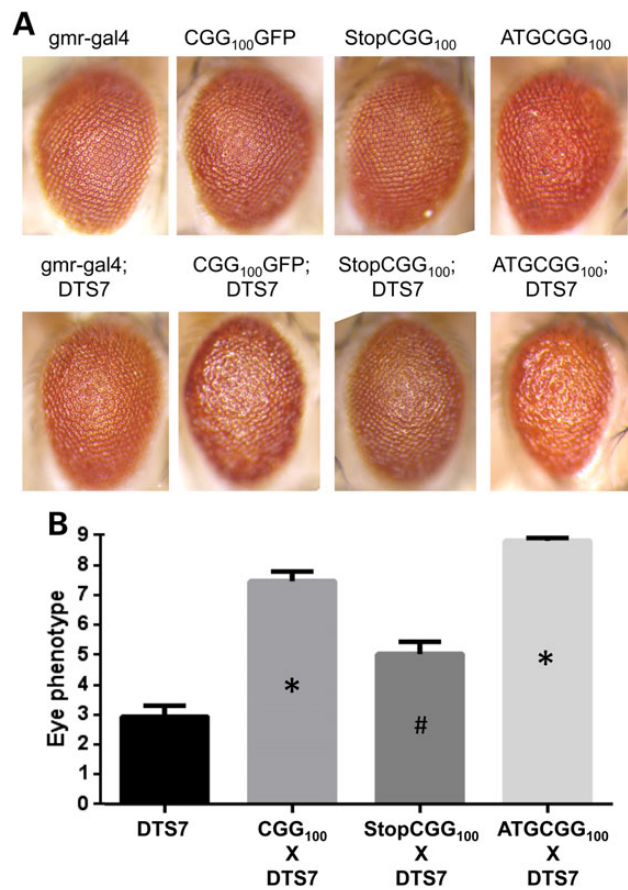 A
gmr-gal4 CGG₁₀₀GFP StopCGG₁₀₀ ATGCGG₁₀₀
gmr-gal4; CGG₁₀₀GFP; StopCGG₁₀₀; ATGCGG₁₀₀;
DTS7 DTS7 DTS7 DTS7
B
Eye phenotype
9
8
7
6
5
4
3
2
1
0
* # *
DTS7 CGG₁₀₀ StopCGG₁₀₀ ATGCGG₁₀₀
X X X
DTS7 DTS7 DTS7